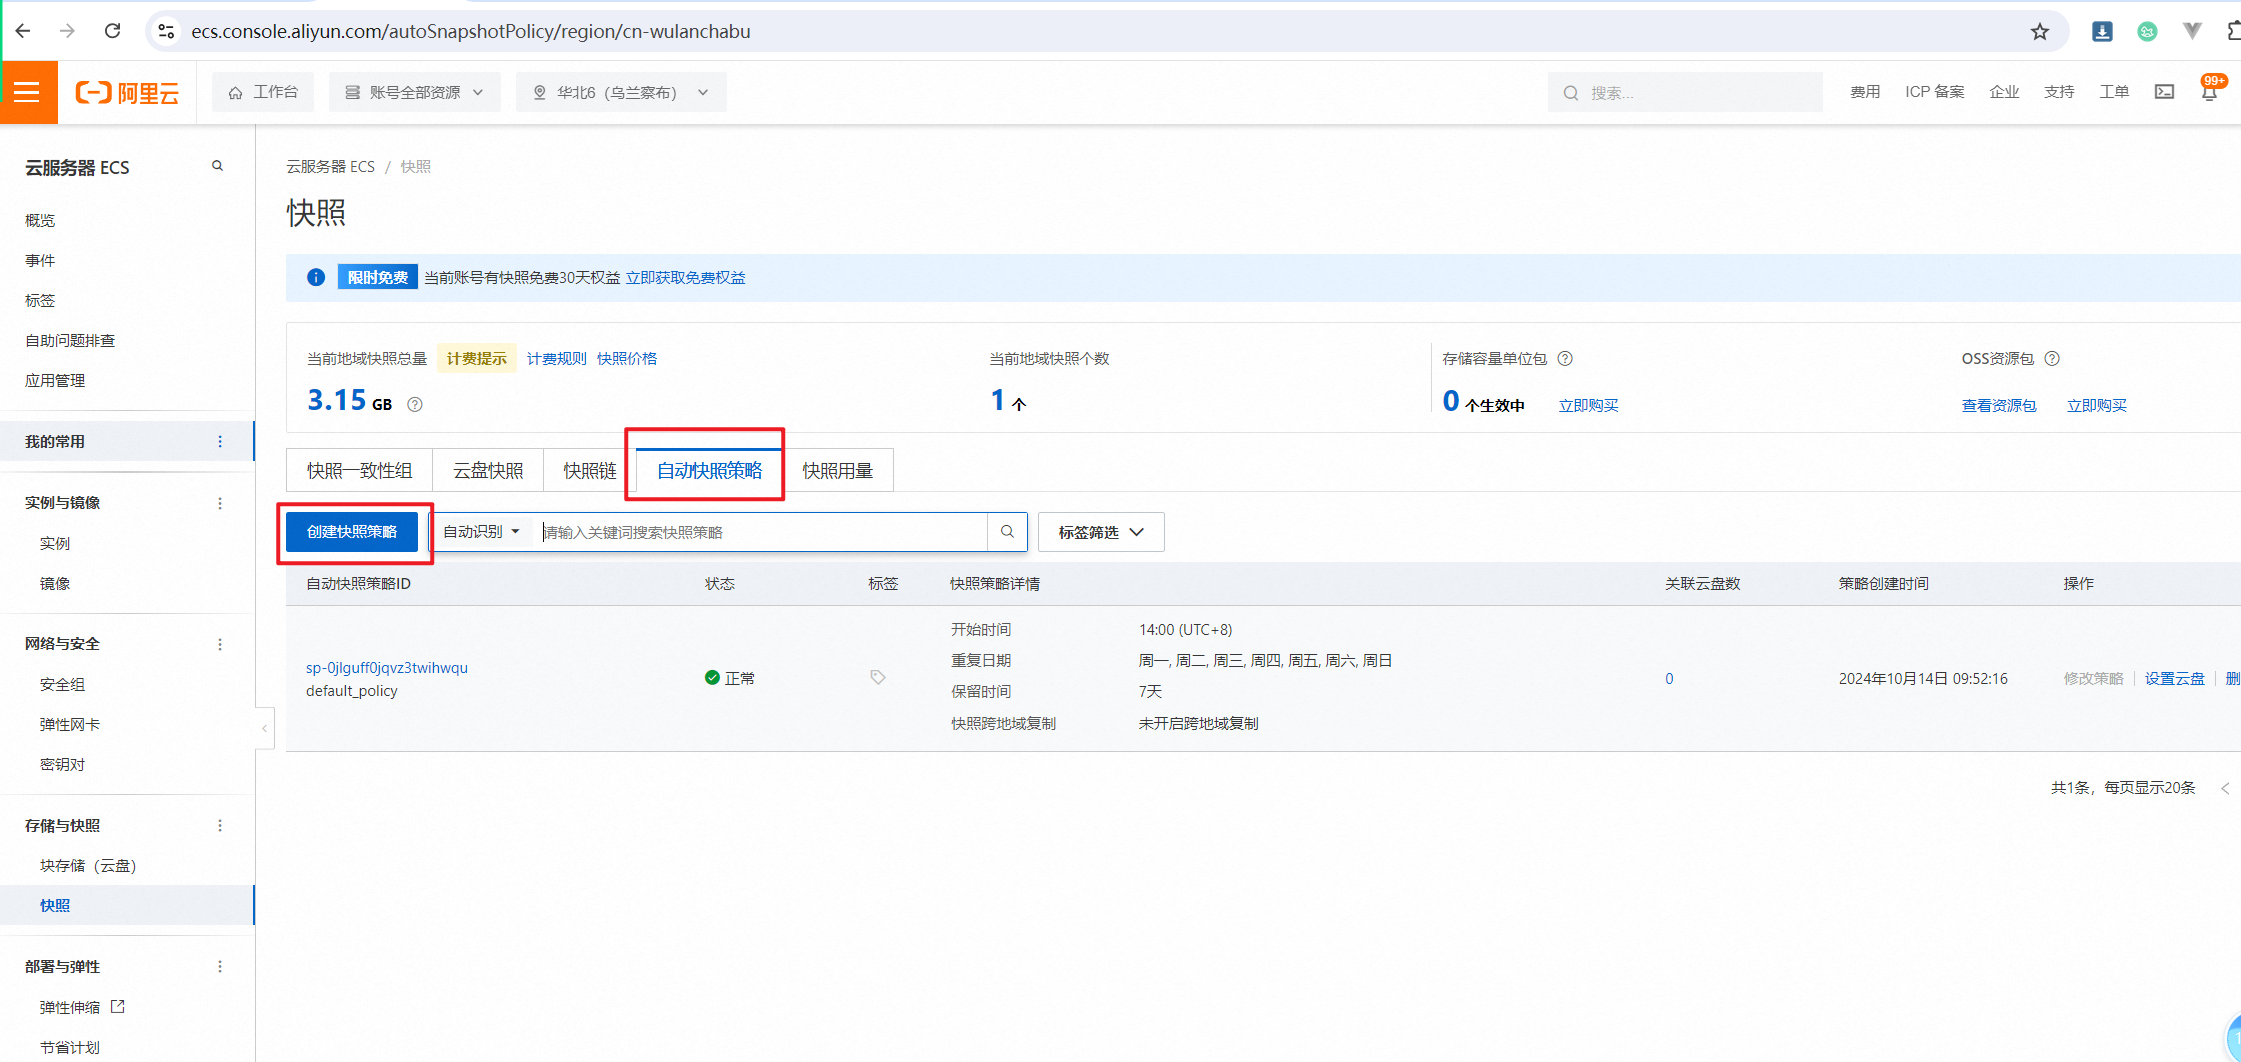 ecs.console.aliyun.com/autoSnapshotPolicy/region/cn-wulanchabu
阿里云
工作台
账号全部资源
华北6（乌兰察布）
搜索...
费用
ICP 备案
企业
支持
工单
99+
云服务器 ECS
概览
事件
标签
自助问题排查
应用管理
我的常用
实例与镜像
实例
镜像
网络与安全
安全组
弹性网卡
密钥对
存储与快照
块存储（云盘）
快照
部署与弹性
弹性伸缩
节省计划
云服务器 ECS / 快照
快照
限时免费 当前账号有快照免费30天权益 立即获取免费权益
当前地域快照总量 计费提示 计费规则 快照价格
3.15 GB
当前地域快照个数
1 个
存储容量单位包
0 个生效中 立即购买
OSS资源包
查看资源包 立即购买
快照一致性组 云盘快照 快照链 自动快照策略 快照用量
创建快照策略 自动识别 请输入关键词搜索快照策略 标签筛选
自动快照策略ID 状态 标签 快照策略详情 关联云盘数 策略创建时间 操作
sp-0jlguff0jqvz3twihwqu
default_policy
正常
开始时间 14:00 (UTC+8)
重复日期 周一, 周二, 周三, 周四, 周五, 周六, 周日
保留时间 7天
快照跨地域复制 未开启跨地域复制
0
2024年10月14日 09:52:16
修改策略 设置云盘 删
共1条，每页显示20条